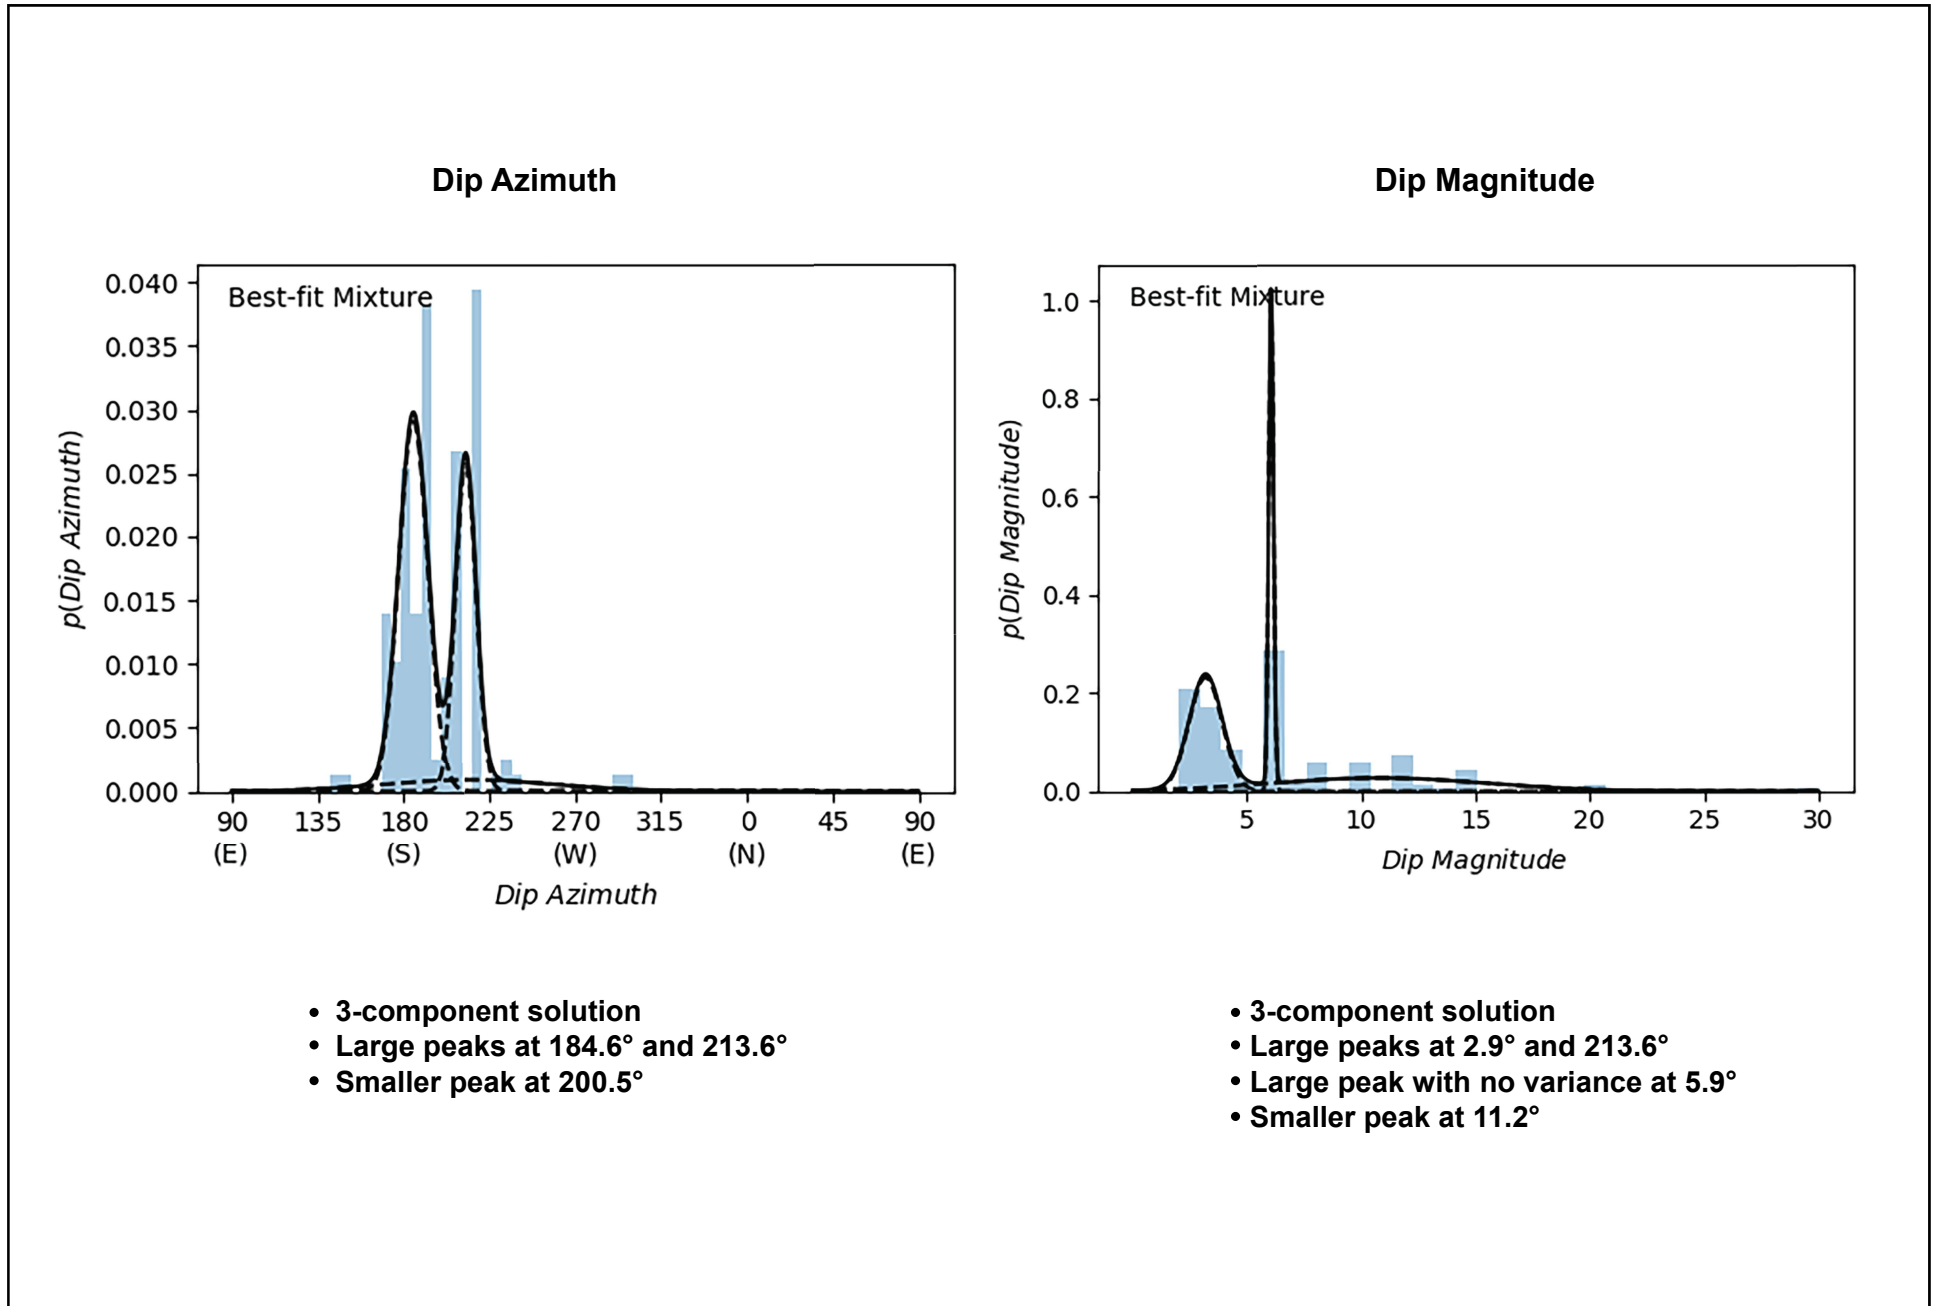 Dip Azimuth
Best-fit Mixture
0.040
0.035
0.030
0.025
0.020
0.015
0.010
0.005
0.000
p(Dip Azimuth)
90 135 180 225 270 315 0 45 90
(E) (S) (W) (N) (E)
Dip Azimuth
• 3-component solution
• Large peaks at 184.6° and 213.6°
• Smaller peak at 200.5°
Dip Magnitude
Best-fit Mixture
1.0
0.8
0.6
0.4
0.2
0.0
p(Dip Magnitude)
5 10 15 20 25 30
Dip Magnitude
• 3-component solution
• Large peaks at 2.9° and 213.6°
• Large peak with no variance at 5.9°
• Smaller peak at 11.2°